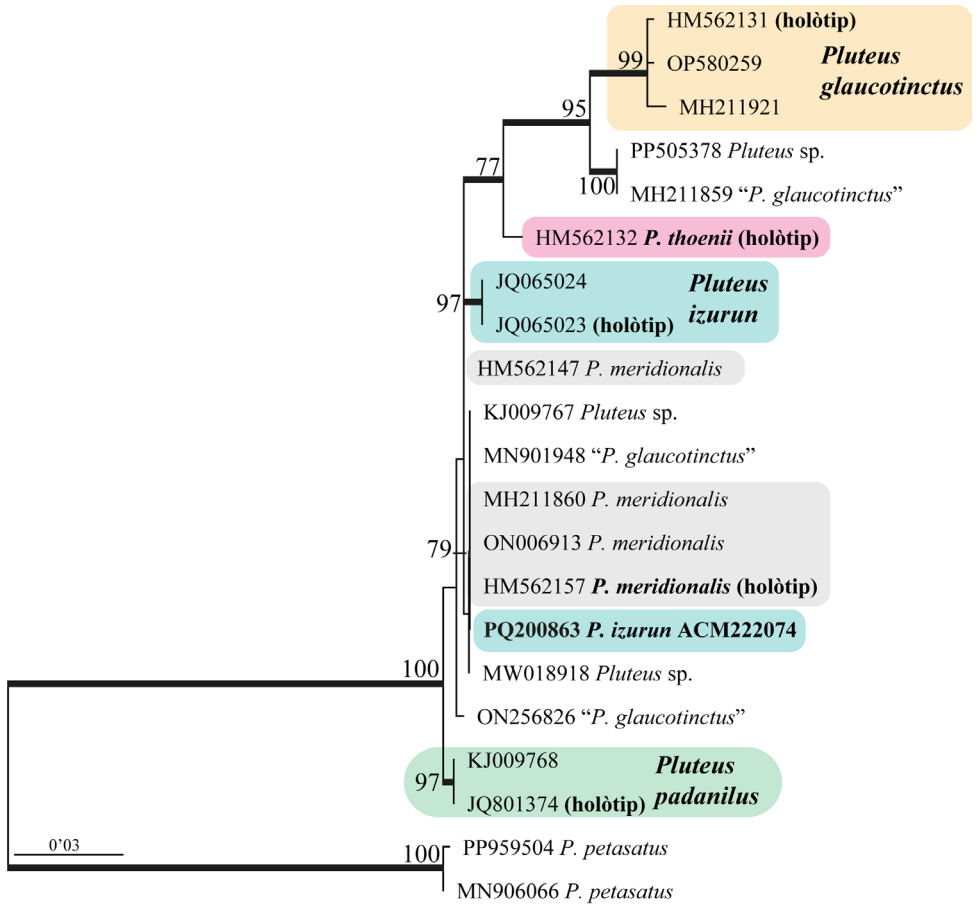 HM562131 (holòtip)
99 OP580259
Pluteus
glaucotinctus
MH211921
95
PP505378 Pluteus sp.
77
100
MH211859 “P. glaucotinctus”
HM562132 P. thoenii (holòtip)
JQ065024
Pluteus
izurun
97
JQ065023 (holòtip)
HM562147 P. meridionalis
KJ009767 Pluteus sp.
MN901948 “P. glaucotinctus”
MH211860 P. meridionalis
79
ON006913 P. meridionalis
HM562157 P. meridionalis (holòtip)
PQ200863 P. izurun ACM222074
100
MW018918 Pluteus sp.
ON256826 “P. glaucotinctus”
KJ009768
Pluteus
padanilus
97
JQ801374 (holòtip)
0’03
100
PP959504 P. petasatus
MN906066 P. petasatus